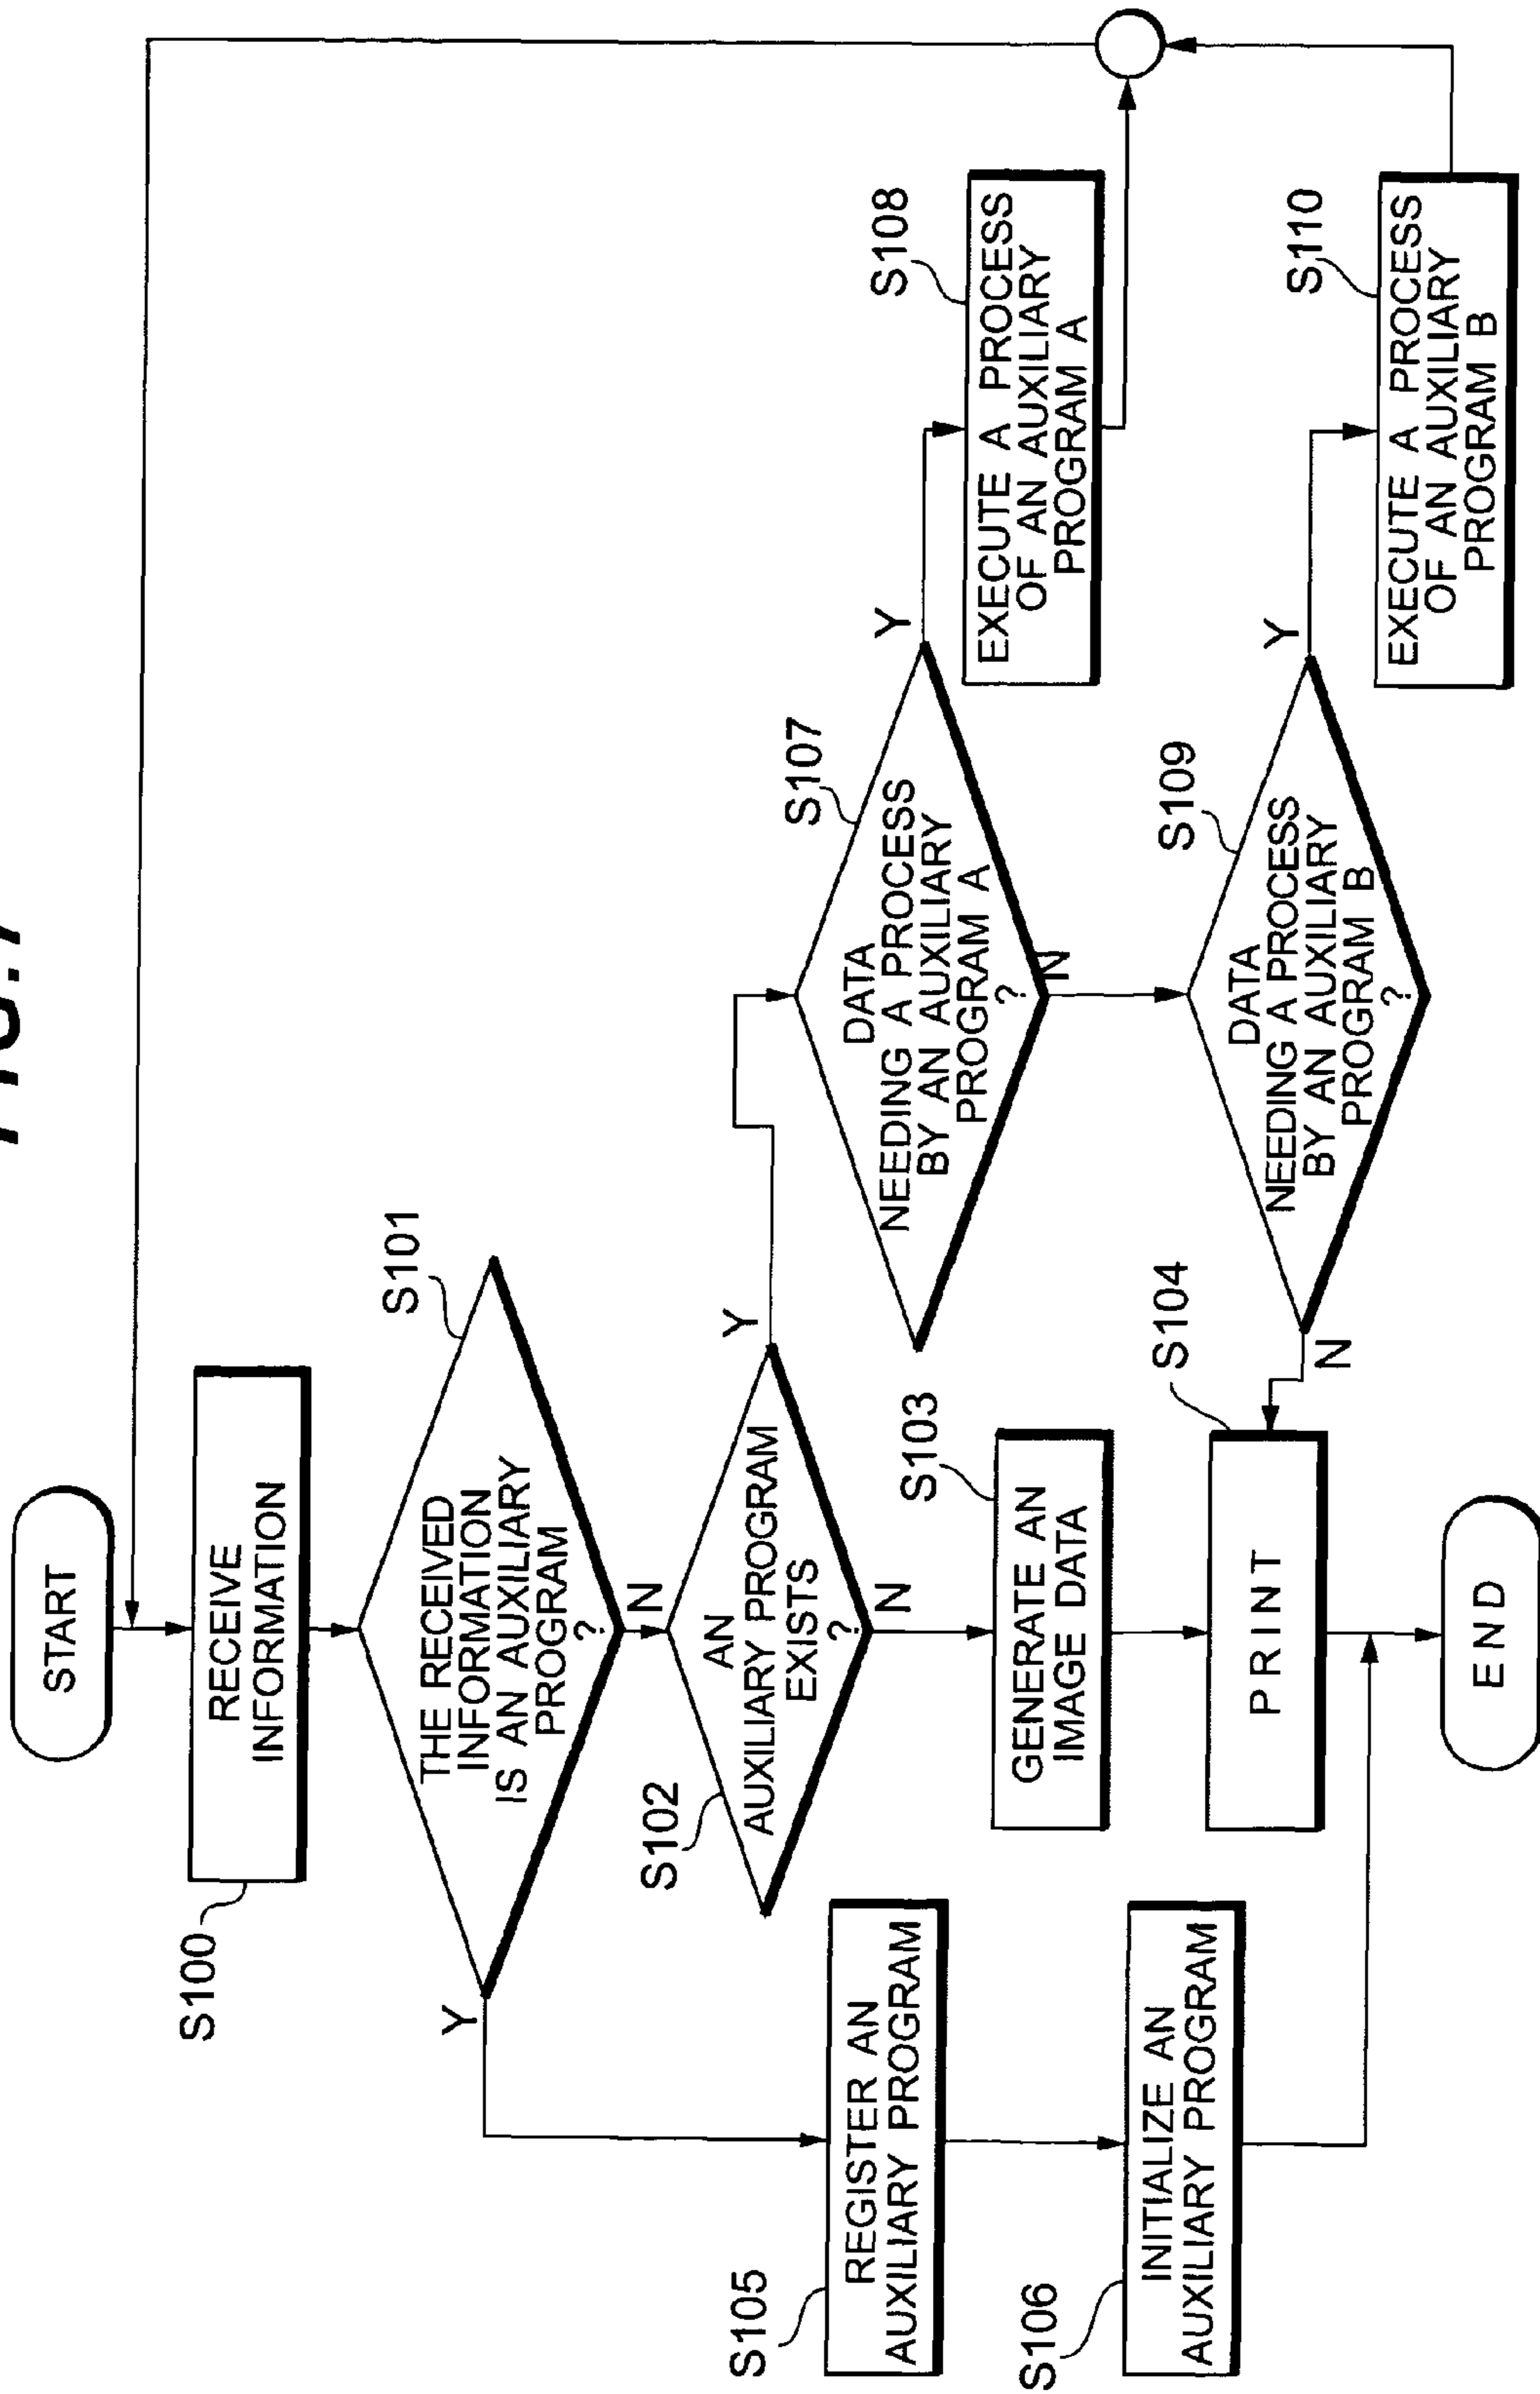 START
S100
RECEIVE
INFORMATION
S101
THE RECEIVED
INFORMATION
IS AN AUXILIARY
PROGRAM
?
Y
N
S102
AN
AUXILIARY PROGRAM
EXISTS
?
Y
N
S103
GENERATE AN
IMAGE DATA
S104
PRINT
END
S105
REGISTER AN
AUXILIARY PROGRAM
S106
INITIALIZE AN
AUXILIARY PROGRAM
S107
DATA
NEEDING A PROCESS
BY AN AUXILIARY
PROGRAM A
?
Y
N
S108
EXECUTE A PROCESS
OF AN AUXILIARY
PROGRAM A
S109
DATA
NEEDING A PROCESS
BY AN AUXILIARY
PROGRAM B
?
Y
N
S110
EXECUTE A PROCESS
OF AN AUXILIARY
PROGRAM B